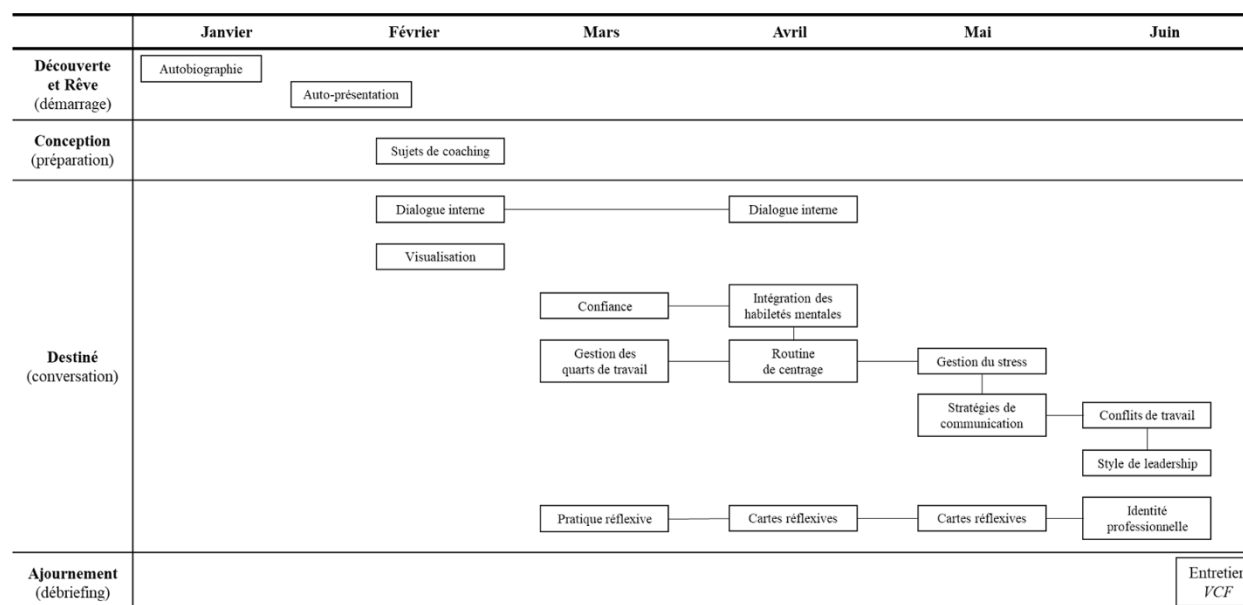 Janvier Février Mars Avril Mai Juin
Découverte
et Rêve
(démarrage)
Autobiographie
Auto-présentation
Conception
(préparation)
Sujets de coaching
Destiné
(conversation)
Dialogue interne Dialogue interne
Visualisation
Confiance
Intégration des
habiletés mentales
Gestion des
quarts de travail
Routine
de centrage
Gestion du stress
Stratégies de
communication
Conflits de travail
Style de leadership
Pratique réflexive Cartes réflexives Cartes réflexives
Identité
professionnelle
Ajournement
(débriefing)
Entretien
VCF